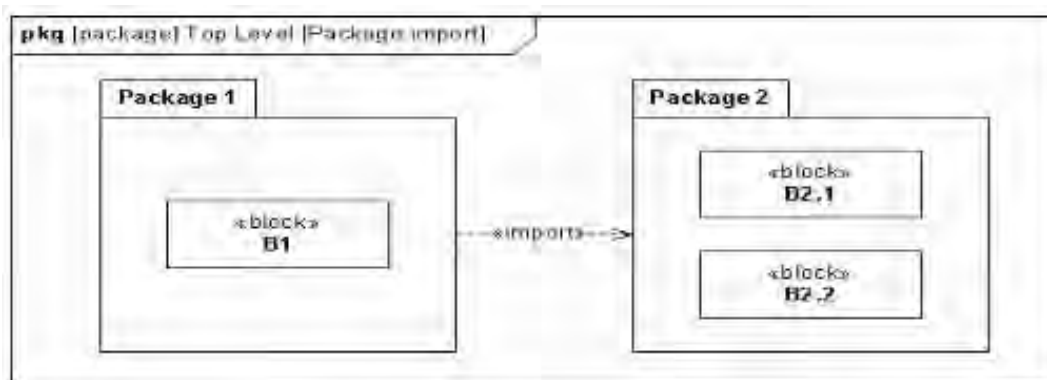 pkg [package] Top Level [Package import]
Package 1
Package 2
«block»
B1
«import»
«block»
B2.1
«block»
B2.2